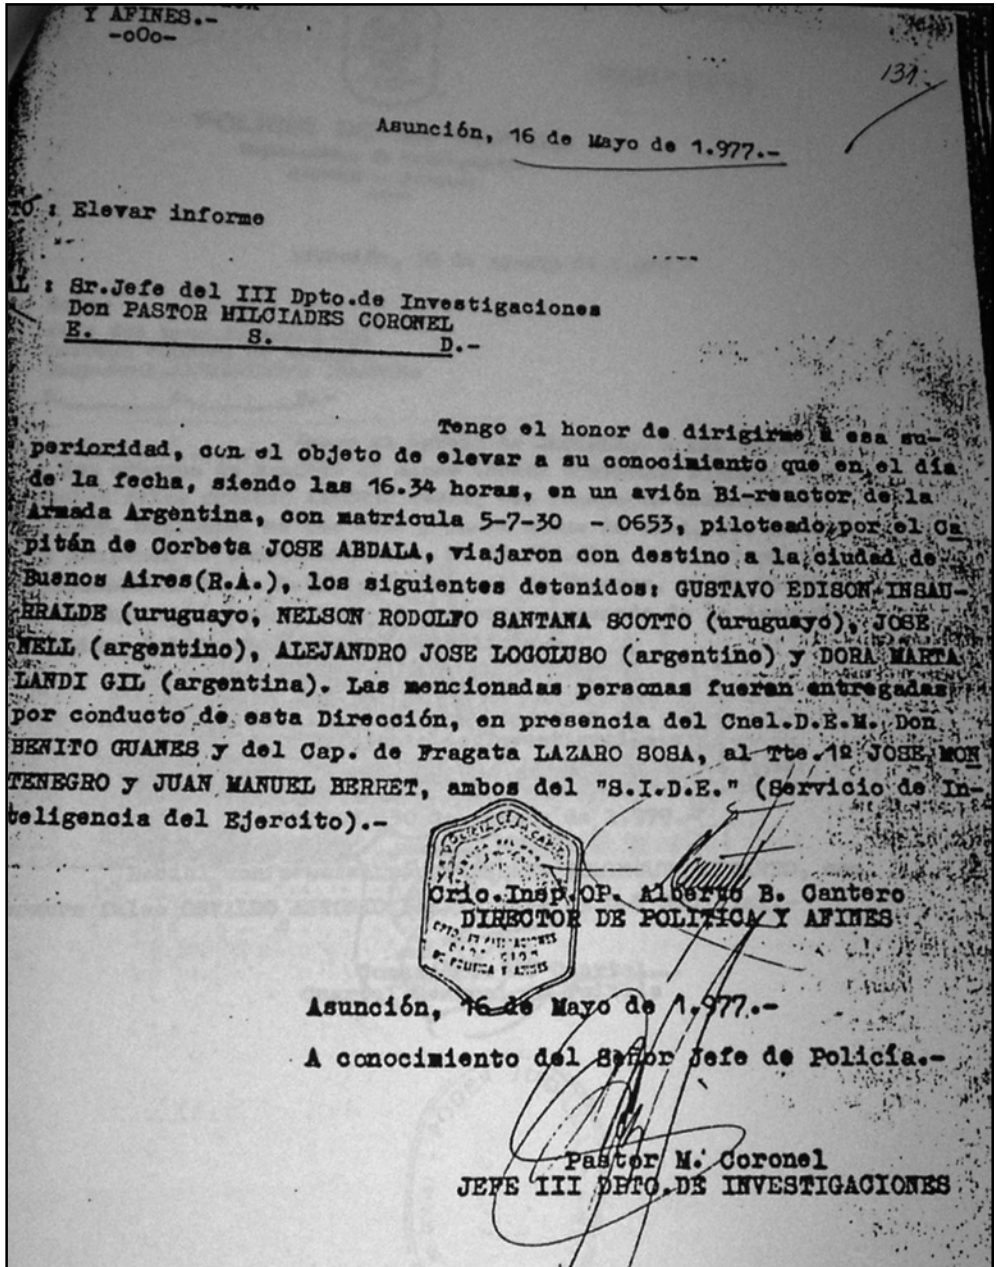 Y AFINES.-
-oOo-
131.-
Asunción, 16 de Mayo de 1.977.-
TO : Elevar informe
AL : Sr.Jefe del III Dpto.de Investigaciones
Don PASTOR MILCIADES CORONEL
E. S. D.-
Tengo el honor de dirigirme a esa su-
perioridad, con el objeto de elevar a su conocimiento que en el día
de la fecha, siendo las 16.34 horas, en un avión Bi-reactor de la
Armada Argentina, con matricula 5-7-30 - 0653, piloteado por el Ca
pitán de Corbeta JOSE ABDALA, viajaron con destino a la ciudad de
Buenos Aires(R.A.), los siguientes detenidos: GUSTAVO EDISON INSAU-
RRALDE (uruguayo, NELSON RODOLFO SANTANA SCOTTO (uruguayo), JOSE
NELL (argentino), ALEJANDRO JOSE LOGOLUSO (argentino) y DORA MARTA
LANDI GIL (argentina). Las mencionadas personas fueran entregadas
por conducto de esta Dirección, en presencia del Cnel.D.E.M. Don
BENITO GUANES y del Cap. de Fragata LAZARO SOSA, al Tte.1º JOSE MON
TENEGRO y JUAN MANUEL BERRET, ambos del "S.I.D.E." (Servicio de In-
teligencia del Ejercito).-
Crio.Insp.OP. Alberto B. Cantero
DIRECTOR DE POLITICA Y AFINES
DE POLITICA Y AFINES
Asunción, 16 de Mayo de 1.977.-
A conocimiento del Señor Jefe de Policía.-
Pastor M. Coronel
JEFE III DPTO.DE INVESTIGACIONES